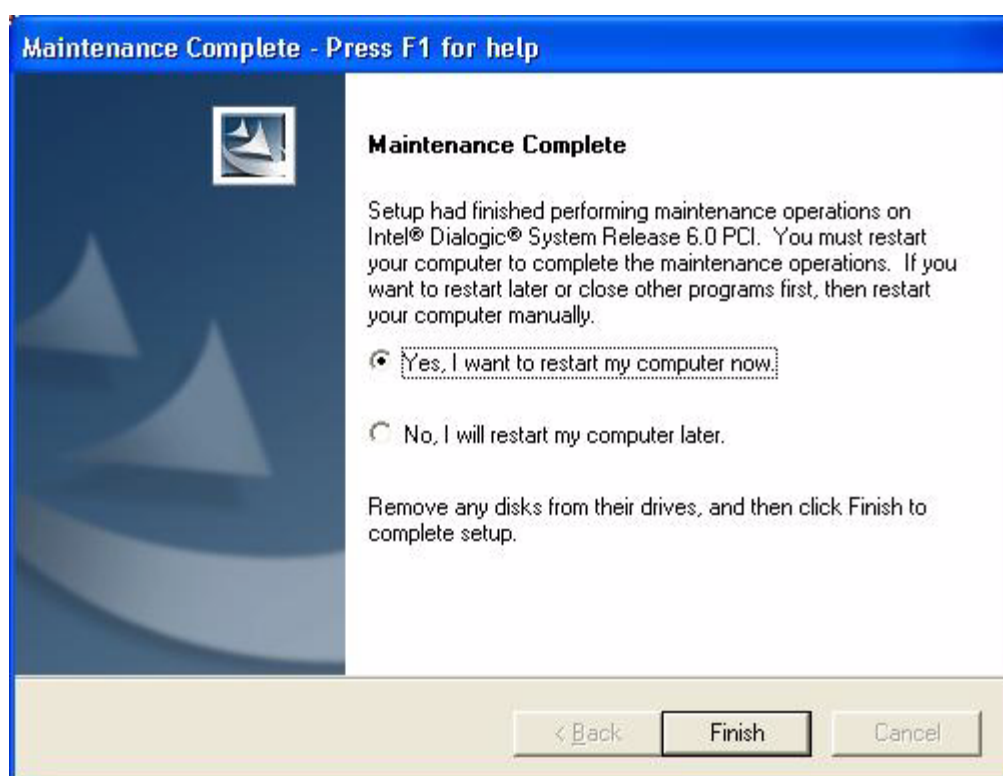 Maintenance Complete - Press F1 for help
Maintenance Complete
Setup had finished performing maintenance operations on
Intel® Dialogic® System Release 6.0 PCI. You must restart
your computer to complete the maintenance operations. If you
want to restart later or close other programs first, then restart
your computer manually.
Yes, I want to restart my computer now.
No, I will restart my computer later.
Remove any disks from their drives, and then click Finish to
complete setup.
< Back Finish Cancel